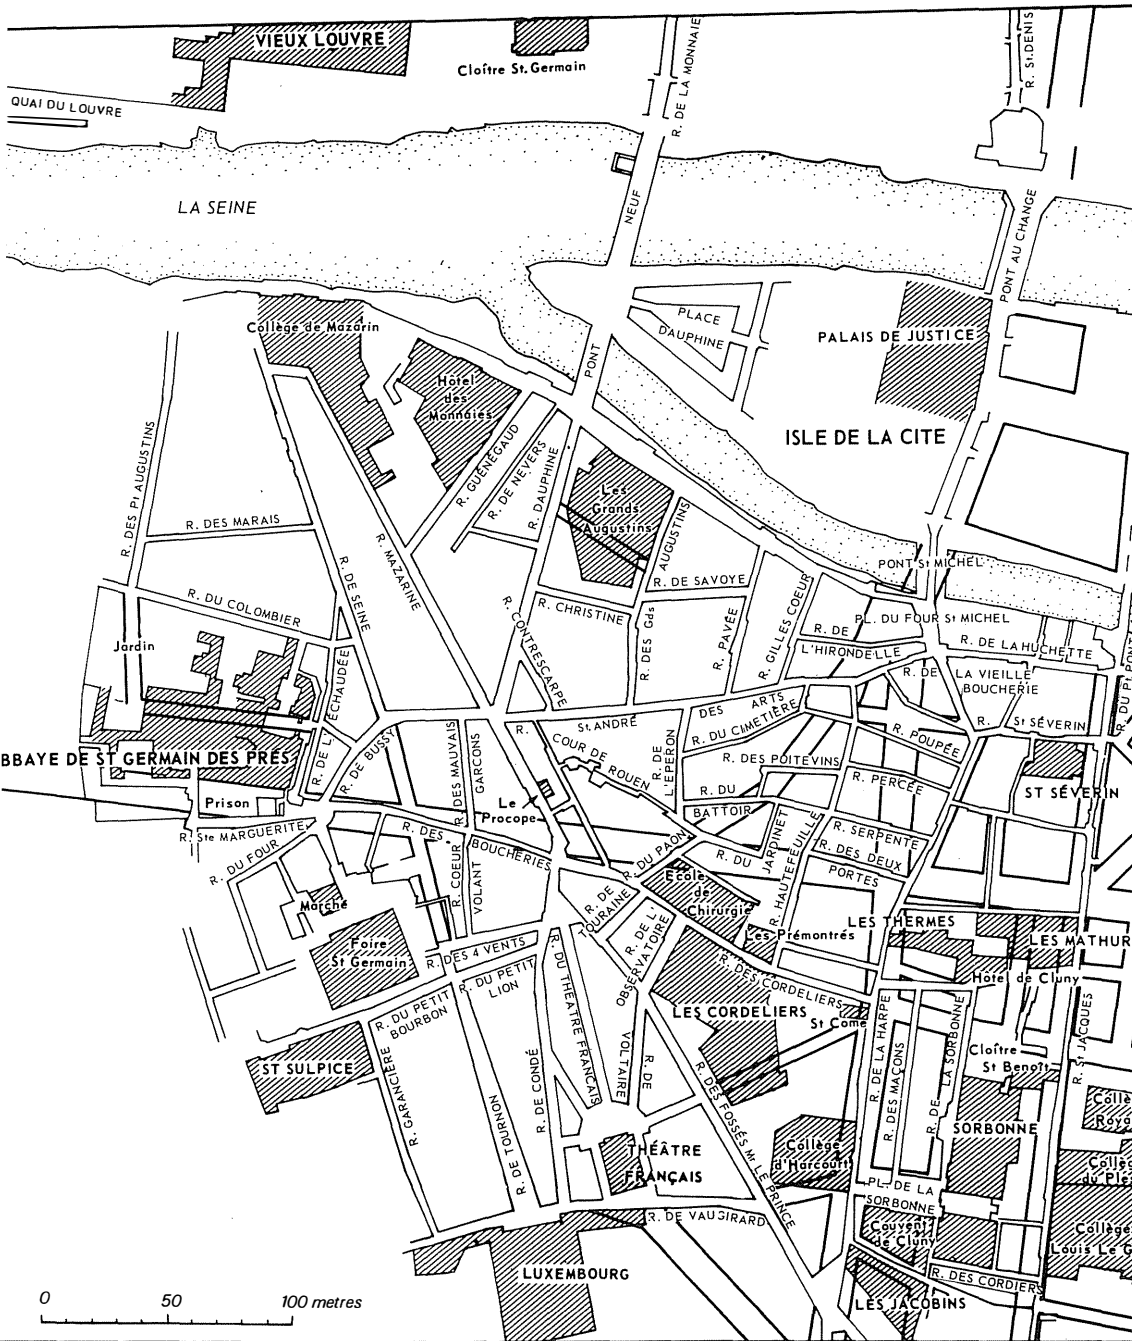 VIEUX LOUVRE
Cloître St. Germain
R. DE LA MONNAIE
R. St. DENIS
QUAI DU LOUVRE
LA SEINE
PONT
NEUF
PONT AU CHANGE
PLACE
DAUPHINE
PALAIS DE JUSTICE
ISLE DE LA CITE
Collège de Mazarin
Hôtel
des
Monnaies
R. GUÉNÉGAUD
R. DE NEVERS
R. DAUPHINE
Les
Grands
Augustins
R. DES Pt AUGUSTINS
R. DES MARAIS
R. DE SEINE
R. MAZARINE
R. DES Gds
AUGUSTINS
R. DE SAVOYE
R. CHRISTINE
R. CONTRESCARPE
R. PAVÉE
R. GILLES COEUR
PONT St MICHEL
PL. DU FOUR St MICHEL
R. DE
L'HIRONDELLE
R. DE LA HUCHETTE
R. DU Pt PONT
R. DU COLOMBIER
Jardin
R. DE L'
ÉCHAUDÉE
R. DE BUSSY
R. DES MAUVAIS
GARCONS
R.
St. ANDRÉ
DES ARTS
R. DU CIMETIÈRE
COUR DE ROUEN
R. DE
L'ÉPERON
R. DES POITEVINS
R. DE LA VIEILLE
BOUCHERIE
R. St SÉVERIN
R. POUPÉE
R. PERCÉE
ST SÉVERIN
BBAYE DE ST GERMAIN DES PRÉS
Prison
R. Ste MARGUERITE
R. DU FOUR
R. DES
BOUCHERIES
Le
Procope
R. DU
BATTOIR
R. SERPENTE
R. DES DEUX
PORTES
R. DU
JARDINET
R. HAUTEFEUILLE
R. DU PAON
R. COEUR
VOLANT
Marché
Foire
St Germain
R. DES 4 VENTS
R. DU PETIT
LION
R. DU PETIT
BOURBON
R. DE
TOURAINE
R. DE L'
OBSERVATOIRE
Ecole
de
Chirurgie
Les Prémontrés
LES THERMES
LES MATHUR
Hôtel de Cluny
R. DES CORDELIERS
LES CORDELIERS
St Come
ST SULPICE
R. GARANCIÈRE
R. DE TOURNON
R. DE CONDÉ
R. DU THEATRE FRANÇAIS
R. DE
VOLTAIRE
R. DES FOSSÉS Mr LE PRINCE
R. DE LA HARPE
R. DES MAÇONS
R. DE
LA SORBONNE
Cloître
St Benoît
R. St JACQUES
SORBONNE
Collè
Roya
THÉÂTRE
FRANÇAIS
Collège
d'Harcourt
Collèg
du Ples
PL. DE LA
SORBONNE
R. DE VAUGIRARD
Couvent
de Cluny
Collège
Louis Le G
R. DES CORDIERS
LUXEMBOURG
LES JACOBINS
0 50 100 metres